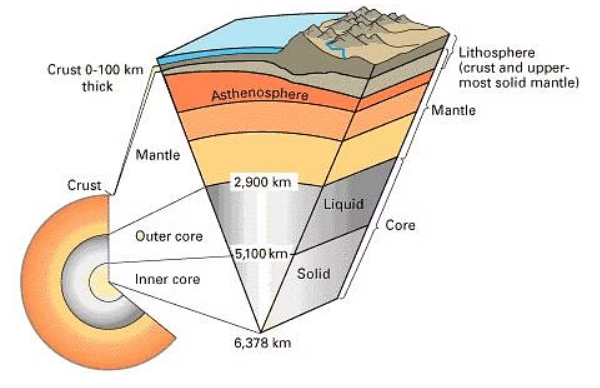 Crust 0-100 km
thick
Lithosphere
(crust and upper-
most solid mantle)
Asthenosphere
Mantle
Mantle
2,900 km
Crust
Liquid
Outer core
Core
5,100 km
Inner core
Solid
6,378 km